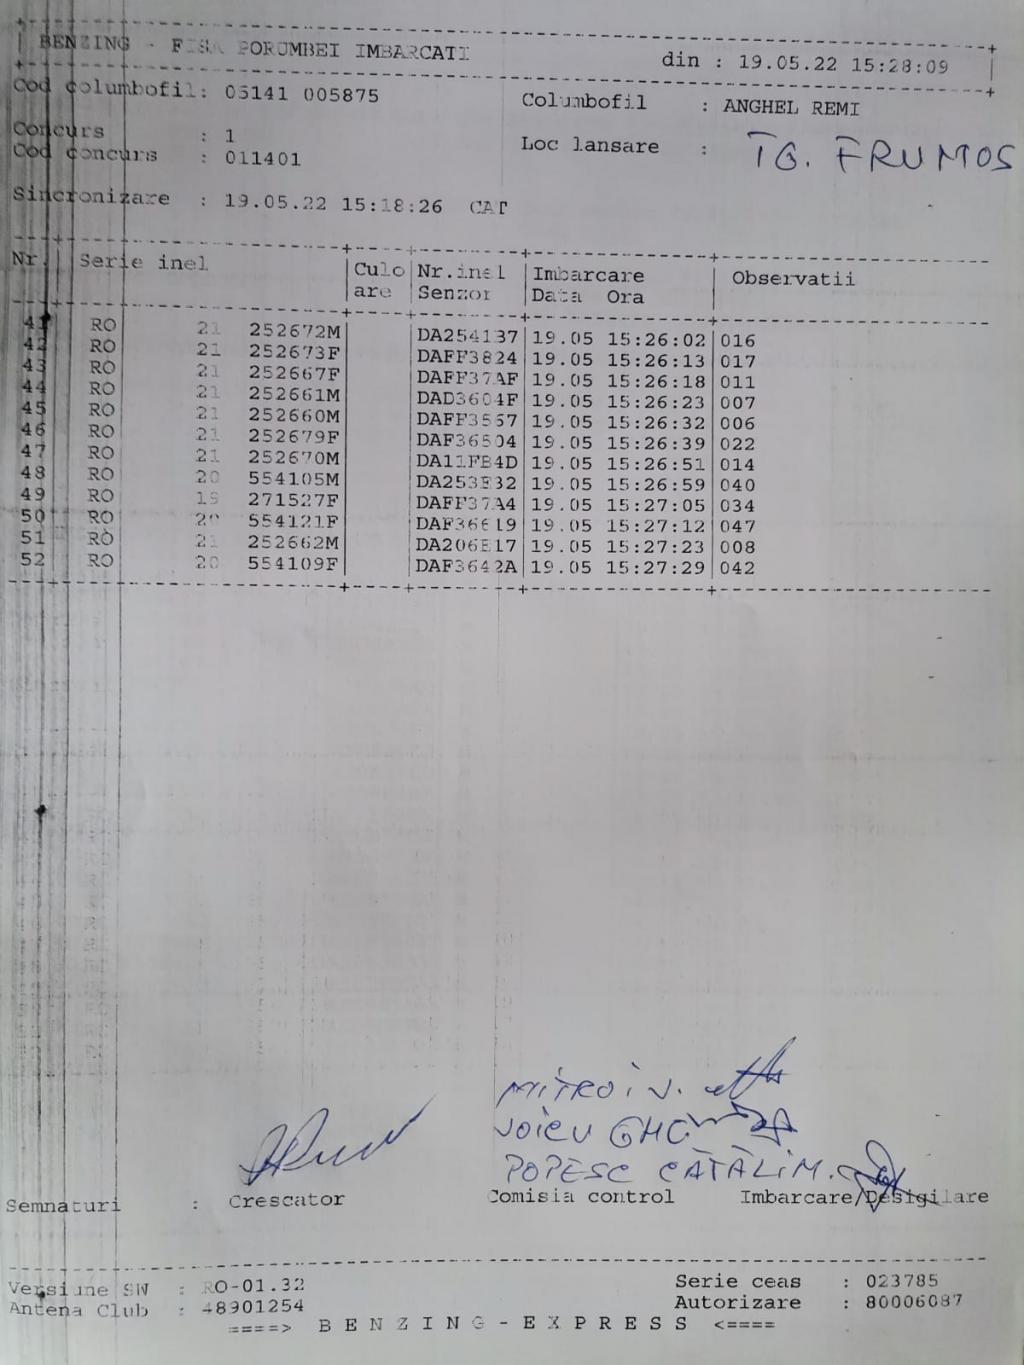 BENZING - FISA PORUMBEI IMBARCATI din : 19.05.22 15:28:09
Cod columbofil: 05141 005875 Columbofil : ANGHEL REMI
Concurs : 1 Loc lansare : TG. FRUMOS
Cod concurs : 011401
Sincronizare : 19.05.22 15:18:26 CAT
Nr. Serie inel Culo Nr.inel Imbarcare Observatii
are Senzor Data Ora
41 RO 21 252672M DA254137 19.05 15:26:02 016
42 RO 21 252673F DAFF3824 19.05 15:26:13 017
43 RO 21 252667F DAFF37AF 19.05 15:26:18 011
44 RO 21 252661M DAD3604F 19.05 15:26:23 007
45 RO 21 252660M DAFF3557 19.05 15:26:32 006
46 RO 21 252679F DAF36504 19.05 15:26:39 022
47 RO 21 252670M DA11FB4D 19.05 15:26:51 014
48 RO 20 554105M 19.05 15:26:59 040
49 RO 19 271527F DAFF37A4 19.05 15:27:05 034
50 RO 20 554121F 19.05 15:27:12 047
51 RO 21 252662M 19.05 15:27:23 008
52 RO 20 554109F DAF3642A 19.05 15:27:29 042
MITROI V.
VOICU GHG
POPESC CĂTĂLIM.
Semnaturi : Crescator Comisia control Imbarcare/Desigilare
Versiune SW : RO-01.32 Serie ceas : 023785
Antena Club : 48901254 Autorizare : 80006087
====> BENZING-EXPRESS <====